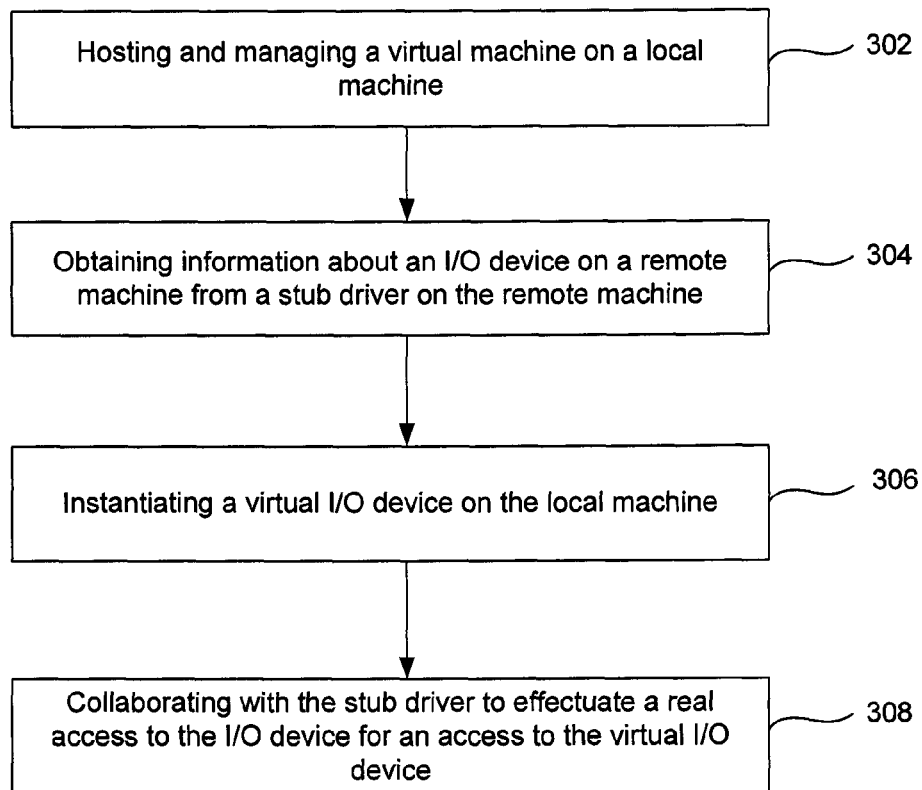 Hosting and managing a virtual machine on a local
machine
302
Obtaining information about an I/O device on a remote
machine from a stub driver on the remote machine
304
Instantiating a virtual I/O device on the local machine
306
Collaborating with the stub driver to effectuate a real
access to the I/O device for an access to the virtual I/O
device
308